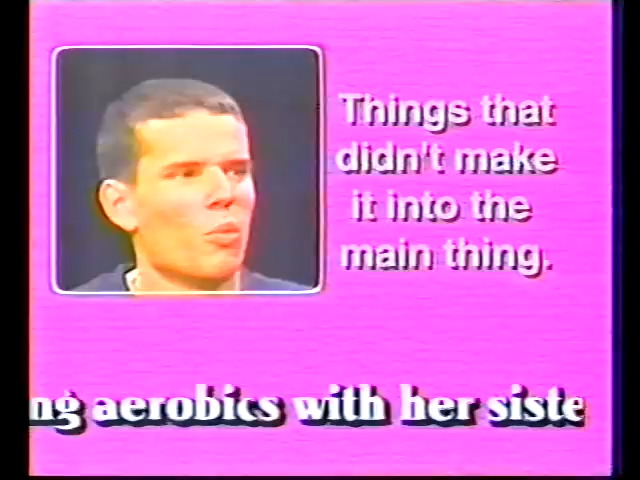 Things that
didn't make
it into the
main thing.
ng aerobics with her siste